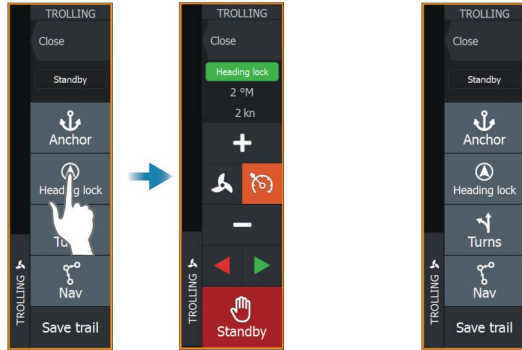 TROLLING
Close
Standby
Anchor
Heading lock
Tu
Nav
Save trail
TROLLING
TROLLING
Close
Heading lock
2 °M
2 kn
Standby
TROLLING
TROLLING
Close
Standby
Anchor
Heading lock
Turns
Nav
Save trail
TROLLING